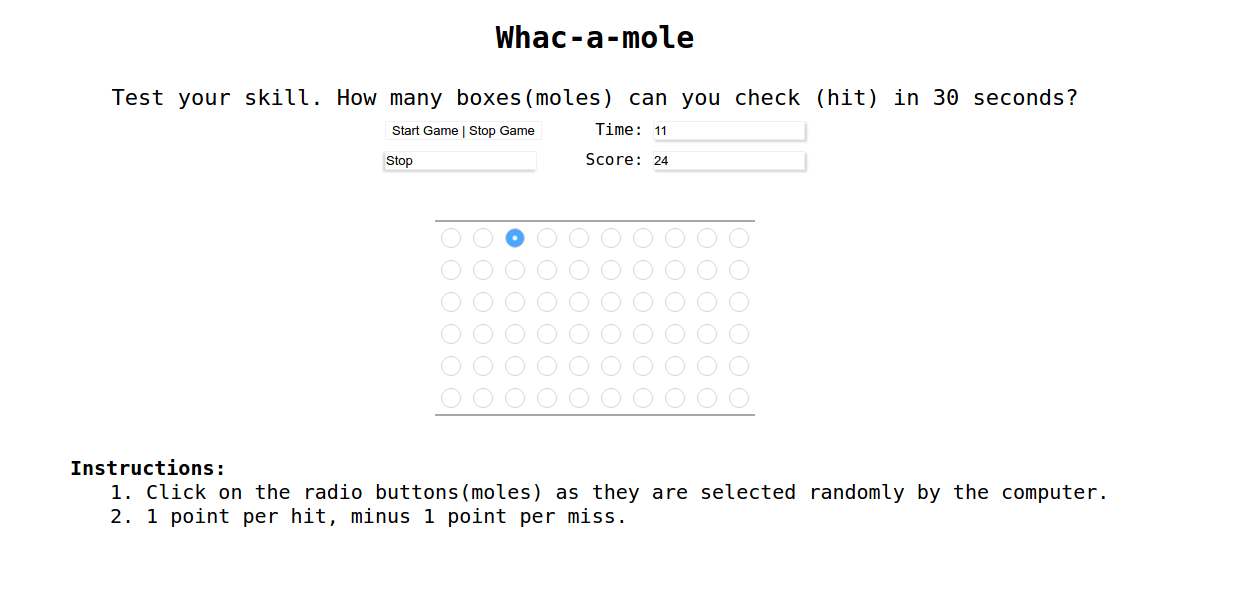 Whac-a-mole
Test your skill. How many boxes(moles) can you check (hit) in 30 seconds?
Start Game | Stop Game Time: 11
Stop Score: 24
Instructions:
1. Click on the radio buttons(moles) as they are selected randomly by the computer.
2. 1 point per hit, minus 1 point per miss.